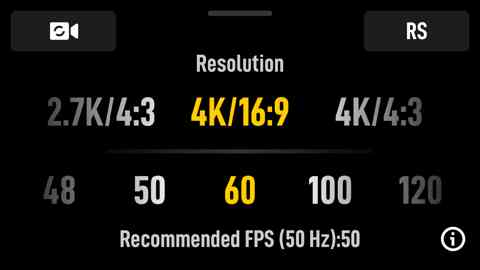 RS
Resolution
2.7K/4:3 4K/16:9 4K/4:3
48 50 60 100 120
Recommended FPS (50 Hz):50